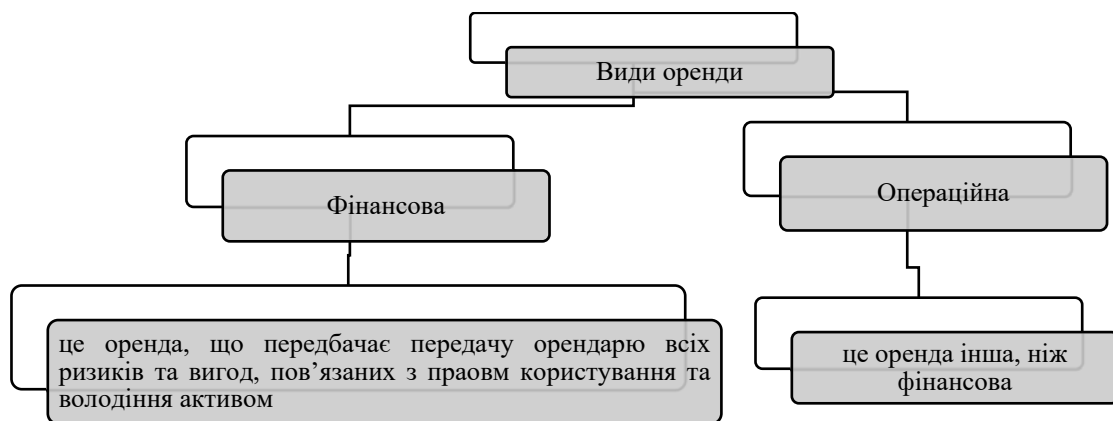 Види оренди
Фінансова
Операційна
це оренда, що передбачає передачу орендарю всіх
ризиків та вигод, пов’язаних з праовм користування та
володіння активом
це оренда інша, ніж
фінансова